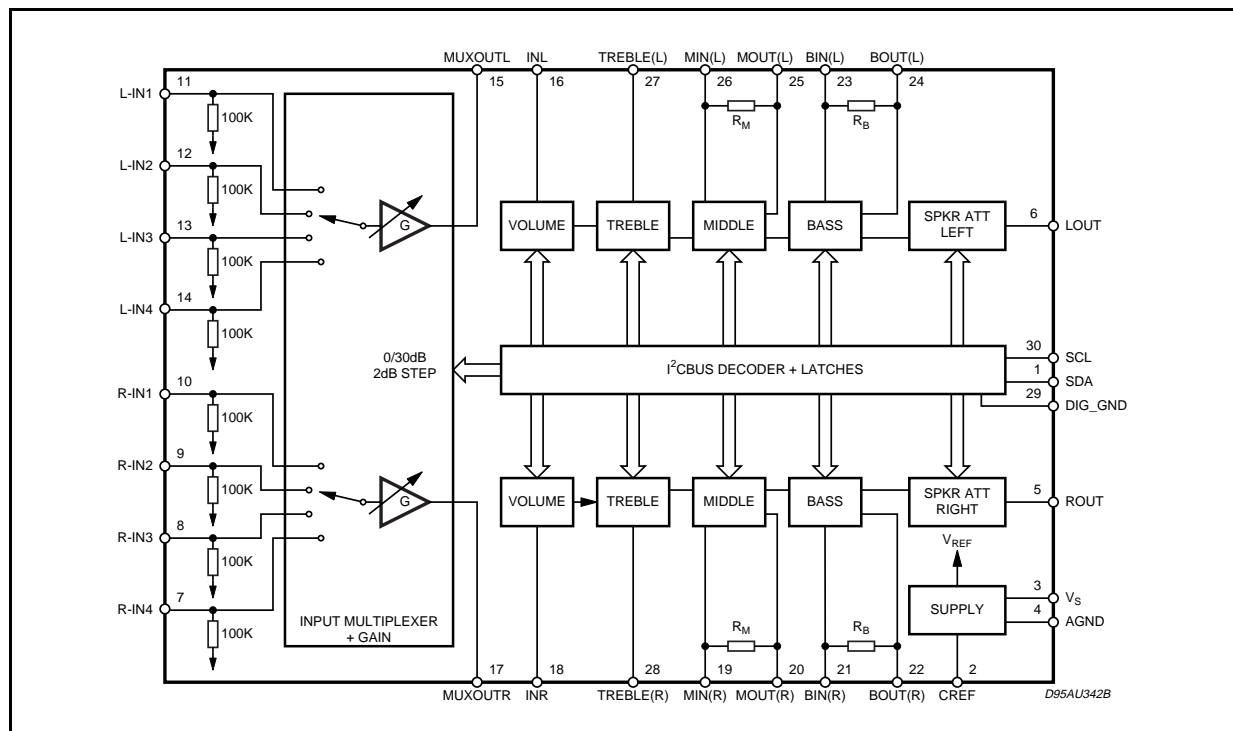 MUXOUTL INL TREBLE(L) MIN(L) MOUT(L) BIN(L) BOUT(L)
15 16 27 26 25 23 24
L-IN1 11
100K
R_M R_B
L-IN2 12
100K
L-IN3 13
100K
G
VOLUME TREBLE MIDDLE BASS SPKR ATT LEFT 6 LOUT
L-IN4 14
100K
0/30dB
2dB STEP
I²CBUS DECODER + LATCHES
30 SCL
1 SDA
29 DIG_GND
R-IN1 10
100K
R-IN2 9
100K
G
VOLUME TREBLE MIDDLE BASS SPKR ATT RIGHT 5 ROUT
R-IN3 8
100K
V_REF
R-IN4 7
100K
INPUT MULTIPLEXER
+ GAIN
R_M R_B
SUPPLY
3 V_S
4 AGND
17 18 28 19 20 21 22 2
MUXOUTR INR TREBLE(R) MIN(R) MOUT(R) BIN(R) BOUT(R) CREF
D95AU342B